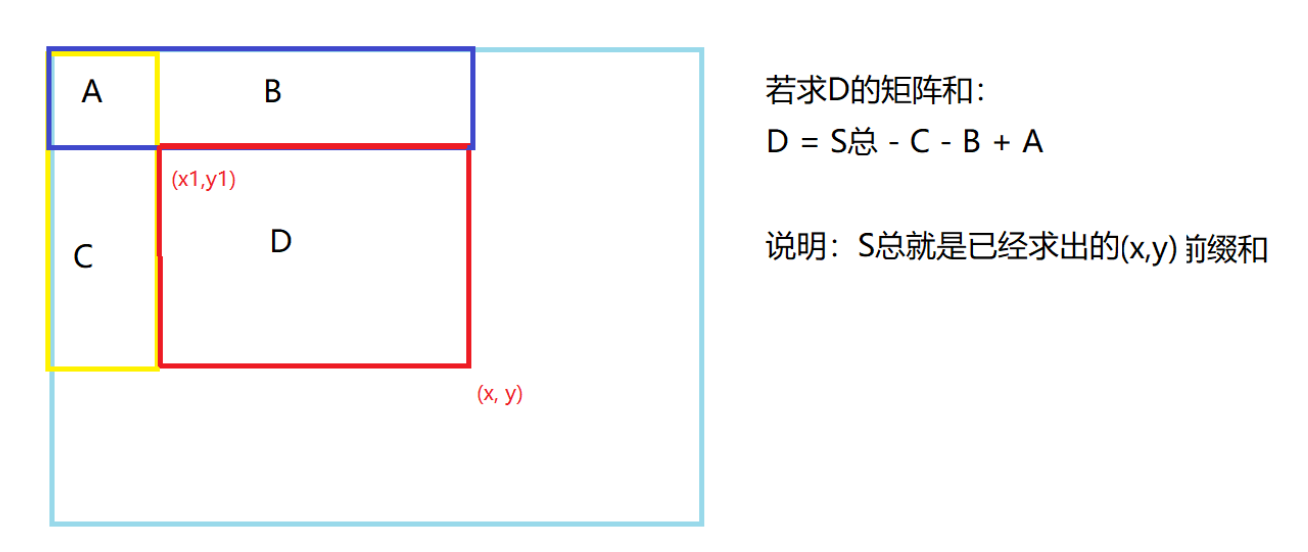 A
B
(x1,y1)
C
D
(x, y)
若求D的矩阵和：
D = S总 - C - B + A
说明：S总就是已经求出的(x,y) 前缀和